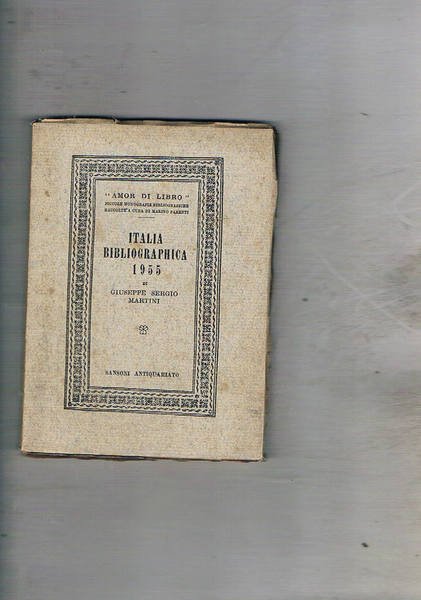 "AMOR DI LIBRO"
PICCOLE MONOGRAFIE BIBLIOGRAFICHE
RACCOLTE A CURA DI MARINO PARENTI
ITALIA
BIBLIOGRAPHICA
1955
DI
GIUSEPPE SERGIO
MARTINI
SANSONI ANTIQUARIATO